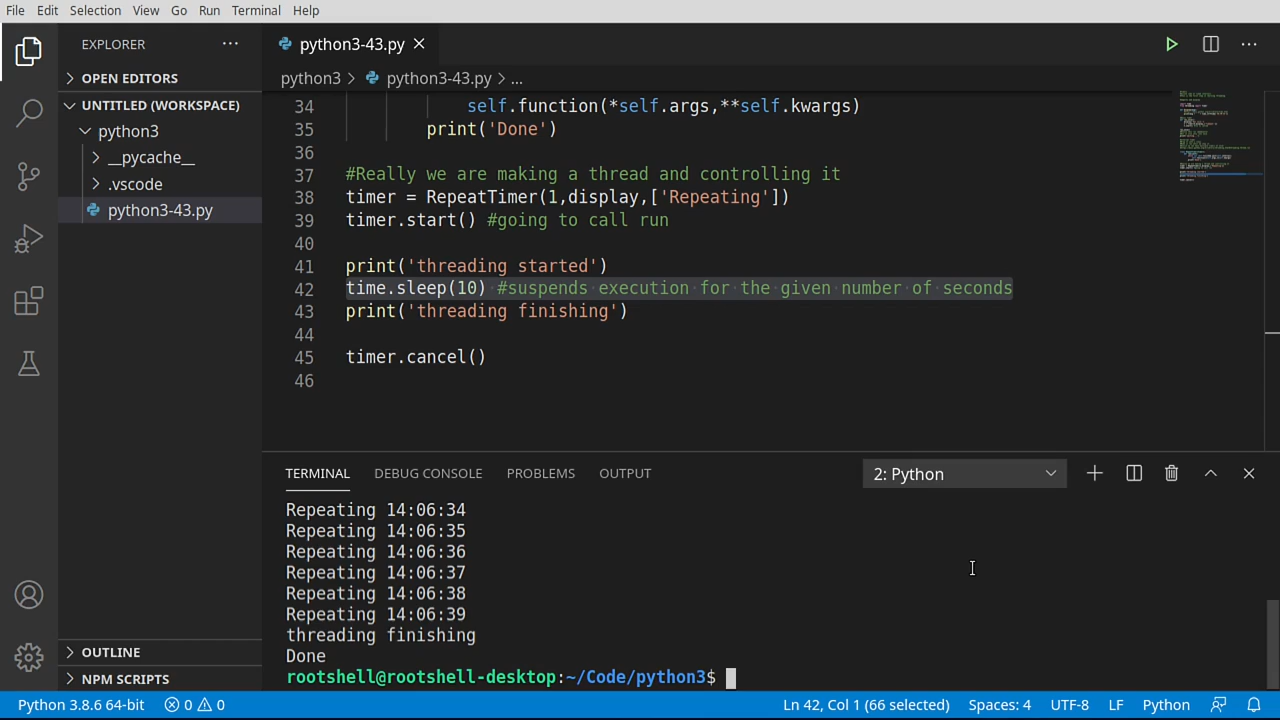 File Edit Selection View Go Run Terminal Help
EXPLORER
python3-43.py
OPEN EDITORS
python3 > python3-43.py > ...
UNTITLED (WORKSPACE)
python3
__pycache__
.vscode
python3-43.py
34 self.function(*self.args,**self.kwargs)
35 print('Done')
36
37 #Really we are making a thread and controlling it
38 timer = RepeatTimer(1,display,['Repeating'])
39 timer.start() #going to call run
40
41 print('threading started')
42 time.sleep(10) #suspends execution for the given number of seconds
43 print('threading finishing')
44
45 timer.cancel()
46
TERMINAL DEBUG CONSOLE PROBLEMS OUTPUT 2: Python
Repeating 14:06:34
Repeating 14:06:35
Repeating 14:06:36
Repeating 14:06:37
Repeating 14:06:38
Repeating 14:06:39
threading finishing
Done
rootshell@rootshell-desktop:~/Code/python3$
OUTLINE
NPM SCRIPTS
Python 3.8.6 64-bit 0 0 Ln 42, Col 1 (66 selected) Spaces: 4 UTF-8 LF Python